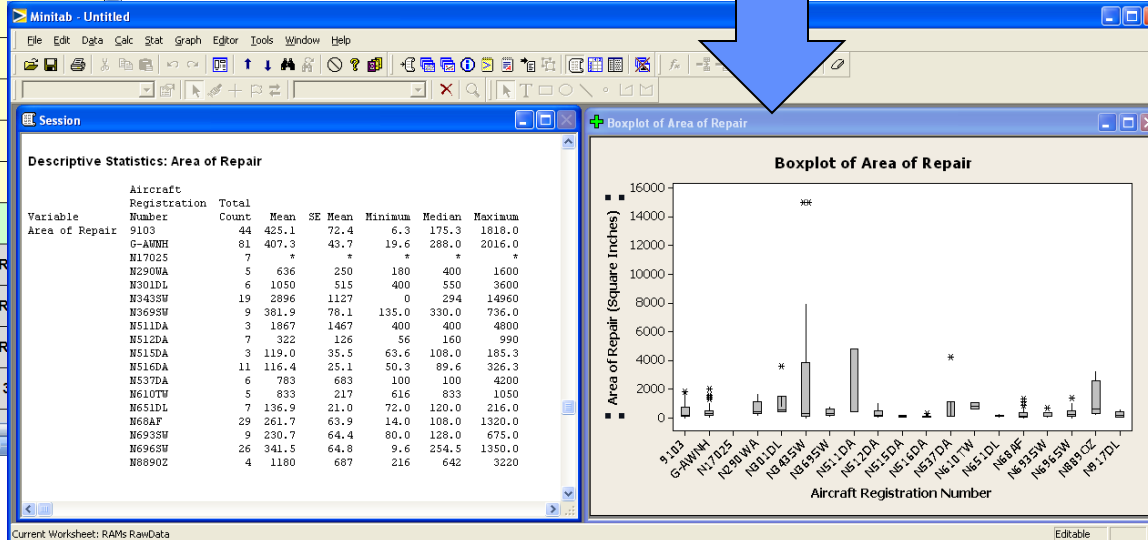 Minitab - Untitled
File Edit Data Calc Stat Graph Editor Tools Window Help
Session
Descriptive Statistics: Area of Repair
Aircraft
Registration Total
Variable Number Count Mean SE Mean Minimum Median Maximum
Area of Repair 9103 44 425.1 72.4 6.3 175.3 1818.0
G-AWNH 81 407.3 43.7 19.6 288.0 2016.0
N17025 7 * * * * *
N290WA 5 636 250 180 400 1600
N301DL 6 1050 515 400 550 3600
N343SW 19 2896 1127 0 294 14960
N369SW 9 381.9 78.1 135.0 330.0 736.0
N511DA 3 1867 1467 400 400 4800
N512DA 7 322 126 56 160 990
N515DA 3 119.0 35.5 63.6 108.0 185.3
N516DA 11 116.4 25.1 50.3 89.6 326.3
N537DA 6 783 683 100 100 4200
N610TW 5 833 217 616 833 1050
N651DL 7 136.9 21.0 72.0 120.0 216.0
N68AF 29 261.7 63.9 14.0 108.0 1320.0
N693SW 9 230.7 64.4 80.0 128.0 675.0
N696SW 26 341.5 64.8 9.6 254.5 1350.0
N889OZ 4 1180 687 216 642 3220
Boxplot of Area of Repair
Boxplot of Area of Repair
Area of Repair (Square Inches)
16000
14000
12000
10000
8000
6000
4000
2000
0
9103 G-AWNH N17025 N290WA N301DL N343SW N369SW N511DA N512DA N515DA N516DA N537DA N610TW N651DL N68AF N693SW N696SW N889OZ N917DL
Aircraft Registration Number
Current Worksheet: RAMs RawData
Editable